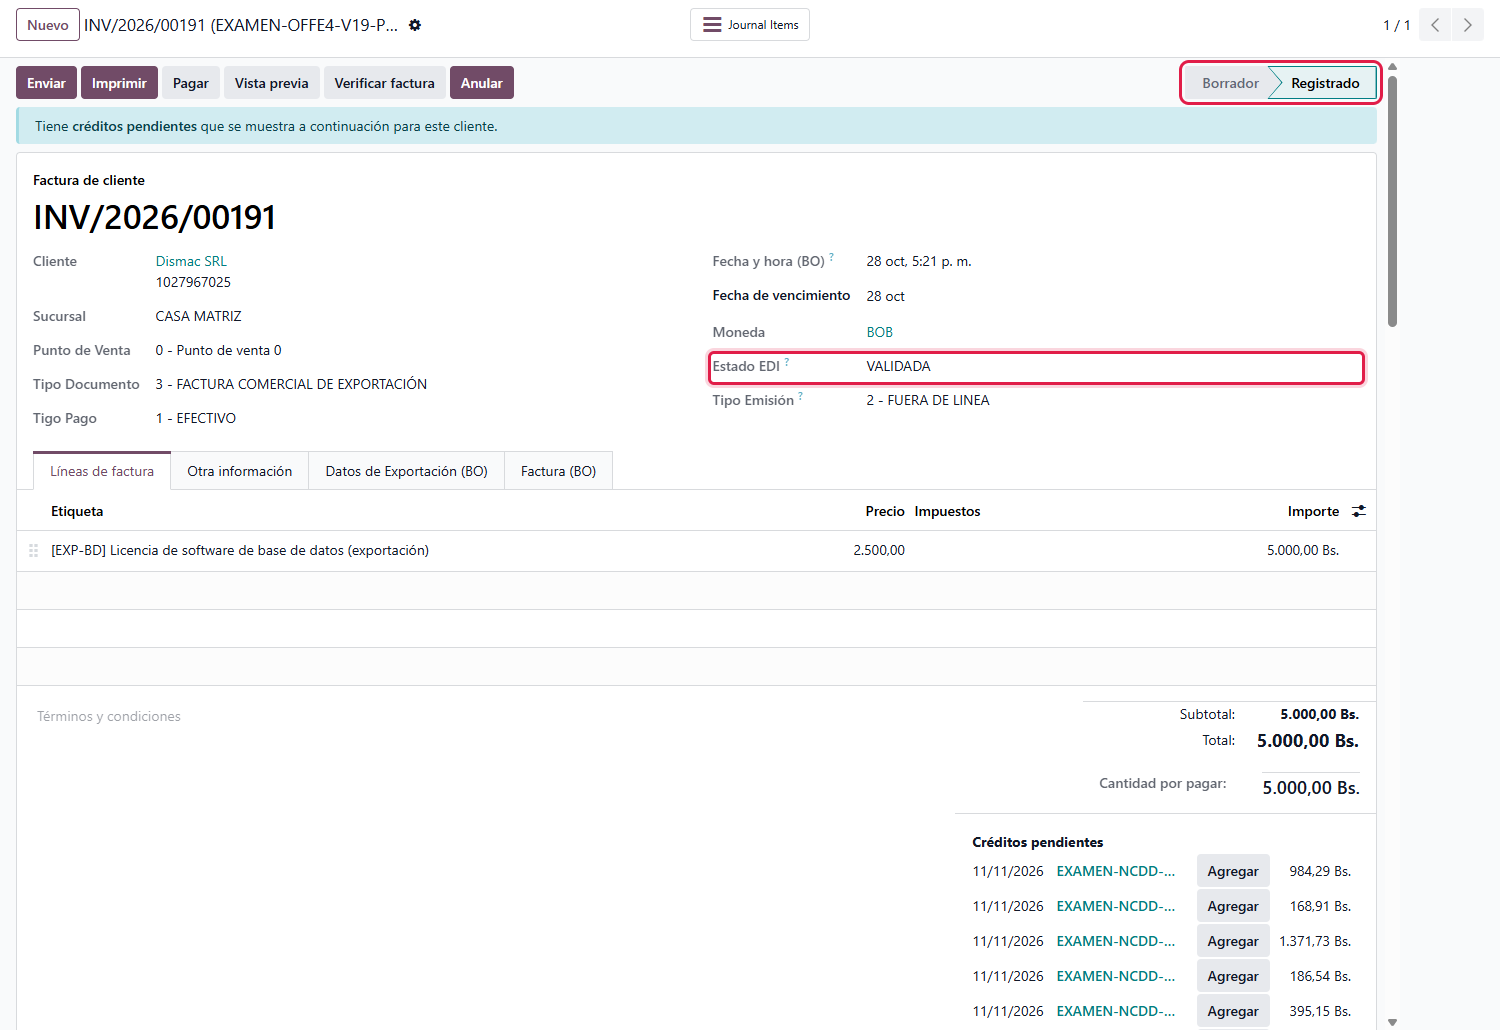 Nuevo INV/2026/00191 (EXAMEN-OFFE4-V19-P... Journal Items 1 / 1
Enviar Imprimir Pagar Vista previa Verificar factura Anular Borrador Registrado
Tiene créditos pendientes que se muestra a continuación para este cliente.
Factura de cliente
INV/2026/00191
Cliente Dismac SRL
1027967025
Sucursal CASA MATRIZ
Punto de Venta 0 - Punto de venta 0
Tipo Documento 3 - FACTURA COMERCIAL DE EXPORTACIÓN
Tigo Pago 1 - EFECTIVO
Fecha y hora (BO) ? 28 oct, 5:21 p. m.
Fecha de vencimiento 28 oct
Moneda BOB
Estado EDI ? VALIDADA
Tipo Emisión ? 2 - FUERA DE LINEA
Líneas de factura Otra información Datos de Exportación (BO) Factura (BO)
Etiqueta Precio Impuestos Importe
[EXP-BD] Licencia de software de base de datos (exportación) 2.500,00 5.000,00 Bs.
Términos y condiciones
Subtotal: 5.000,00 Bs.
Total: 5.000,00 Bs.
Cantidad por pagar: 5.000,00 Bs.
Créditos pendientes
11/11/2026 EXAMEN-NCDD-... Agregar 984,29 Bs.
11/11/2026 EXAMEN-NCDD-... Agregar 168,91 Bs.
11/11/2026 EXAMEN-NCDD-... Agregar 1.371,73 Bs.
11/11/2026 EXAMEN-NCDD-... Agregar 186,54 Bs.
11/11/2026 EXAMEN-NCDD-... Agregar 395,15 Bs.